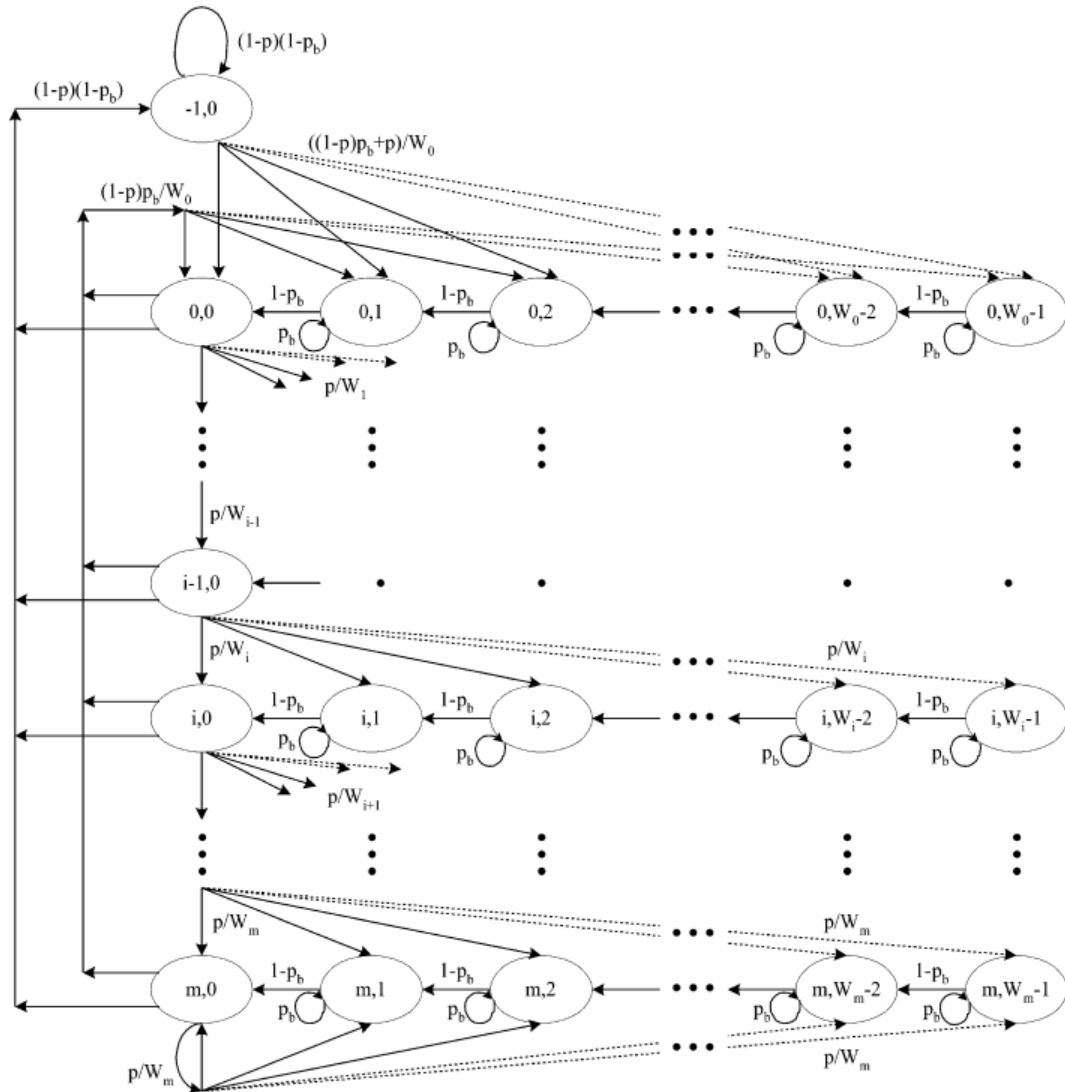 (1-p)(1-p_b)
(1-p)(1-p_b)
-1,0
((1-p)p_b+p)/W_0
(1-p)p_b/W_0
0,0
1-p_b
0,1
1-p_b
0,2
0,W_0-2
1-p_b
0,W_0-1
p_b
p_b
p_b
p_b
p/W_1
p/W_{i-1}
i-1,0
p/W_i
p/W_i
i,0
1-p_b
i,1
1-p_b
i,2
i,W_i-2
1-p_b
i,W_i-1
p_b
p_b
p_b
p_b
p/W_{i+1}
p/W_m
p/W_m
m,0
1-p_b
m,1
1-p_b
m,2
m,W_m-2
1-p_b
m,W_m-1
p_b
p_b
p_b
p_b
p/W_m
p/W_m